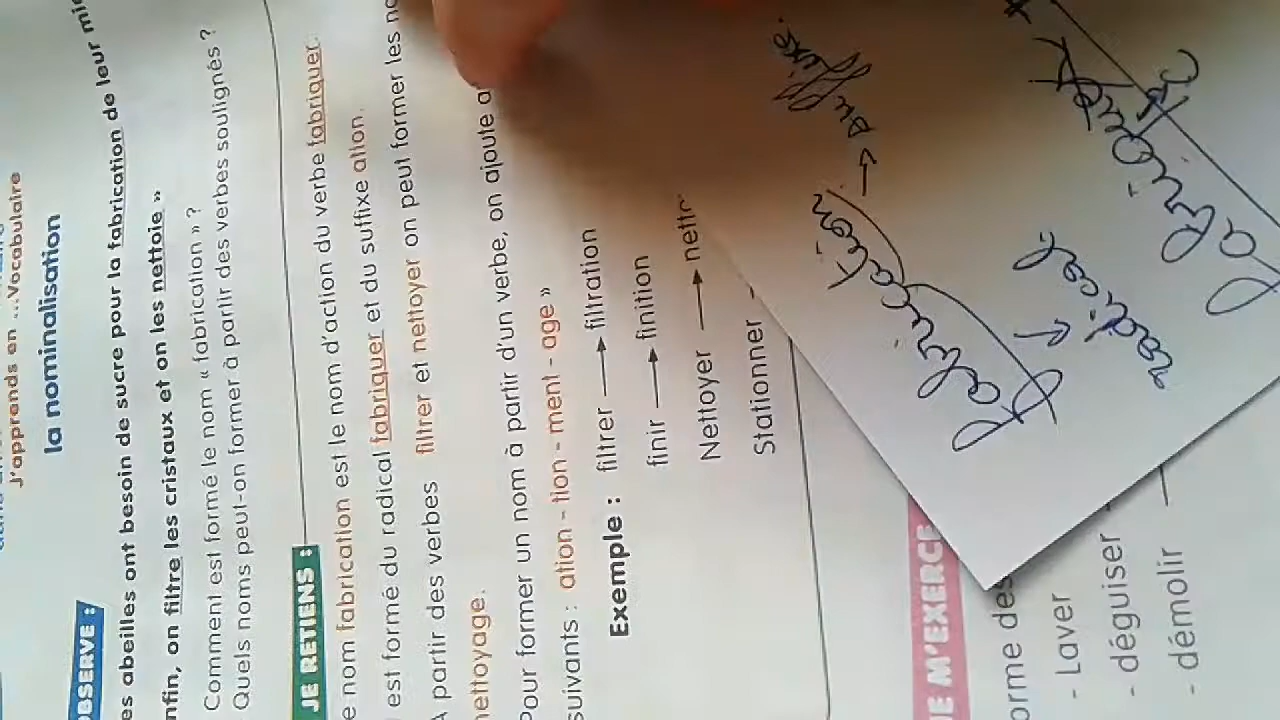 J'apprends en ...Vocabulaire
la nominalisation
OBSERVE :
es abeilles ont besoin de sucre pour la fabrication de leur
nfin, on filtre les cristaux et on les nettoie »
Comment est formé le nom « fabrication » ?
Quels noms peut-on former à partir des verbes soulignés ?
JE RETIENS :
e nom fabrication est le nom d'action du verbe fabriquer.
est formé du radical fabriquer et du suffixe ation.
A partir des verbes filtrer et nettoyer on peut former les
nettoyage.
Pour former un nom à partir d'un verbe, on ajoute
suivants : ation - tion - ment - age »
Exemple : filtrer → filtration
finir → finition
Nettoyer → nett
Stationner
JE M'EXERCE
orme des
- Laver
- déguiser -
- démolir
fabrication → suffixe.
radical
fabriquer